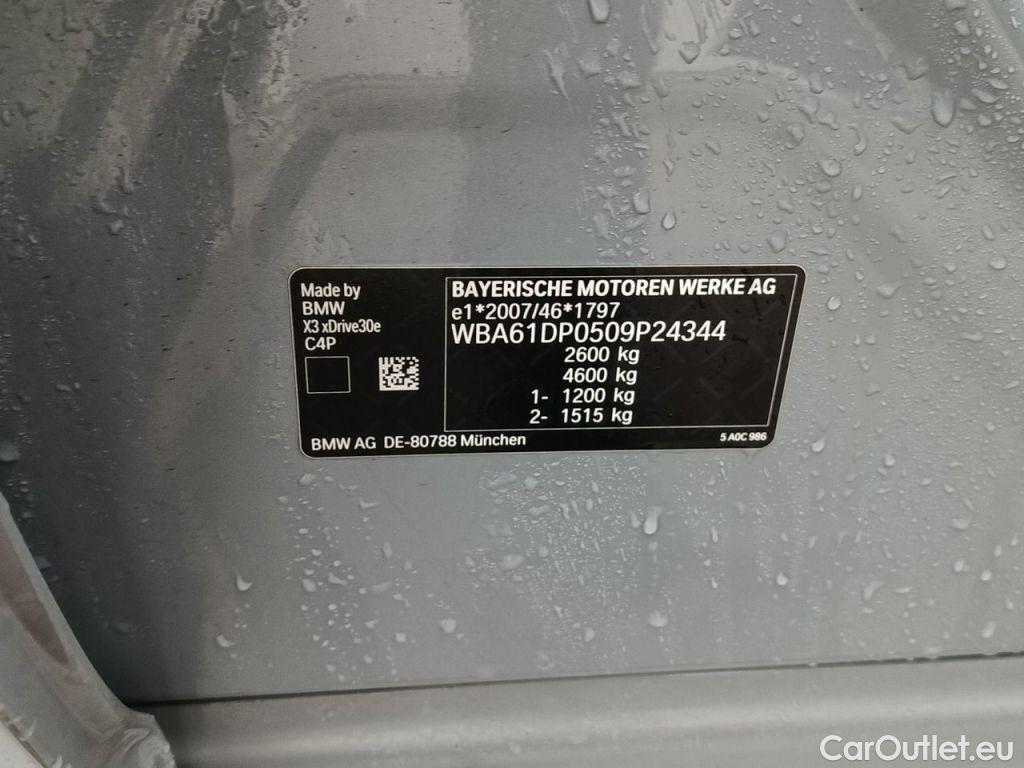 Made by
BMW
X3 xDrive30e
C4P
BAYERISCHE MOTOREN WERKE AG
e1*2007/46*1797
WBA61DP0509P24344
2600 kg
4600 kg
1- 1200 kg
2- 1515 kg
BMW AG DE-80788 München
5 A0C 986
CarOutlet.eu